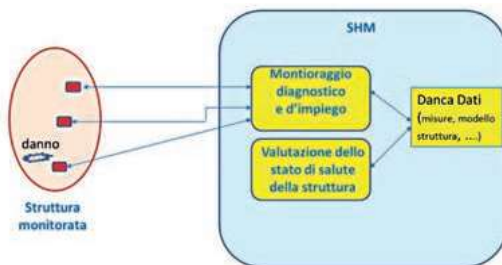 SHM
Montioraggio
diagnostico
e d'impiego
Danca Dati
(misure, modello
struttura, ....)
danno
Valutazione dello
stato di salute
della struttura
Struttura
monitorata